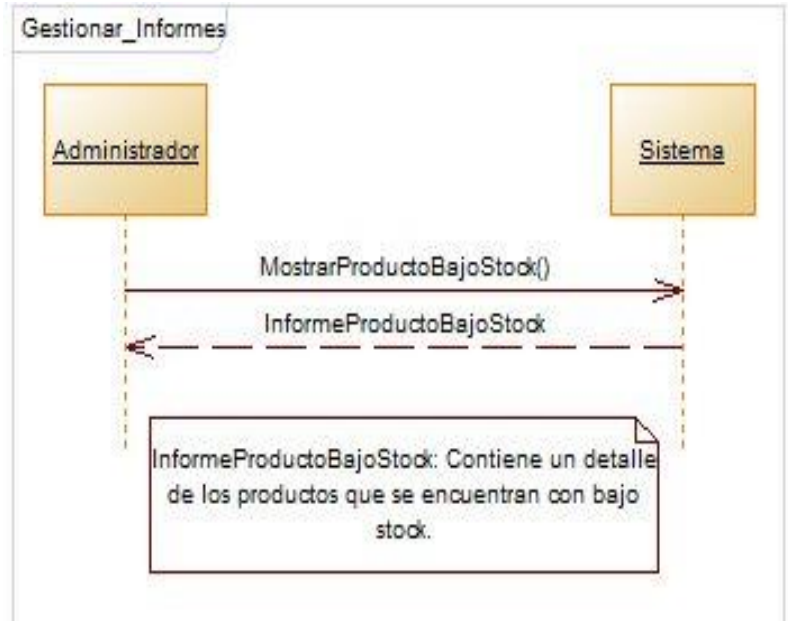 Gestionar_Informes
Administrador
Sistema
MostrarProductoBajoStock()
InformeProductoBajoStock
InformeProductoBajoStock: Contiene un detalle
de los productos que se encuentran con bajo
stock.